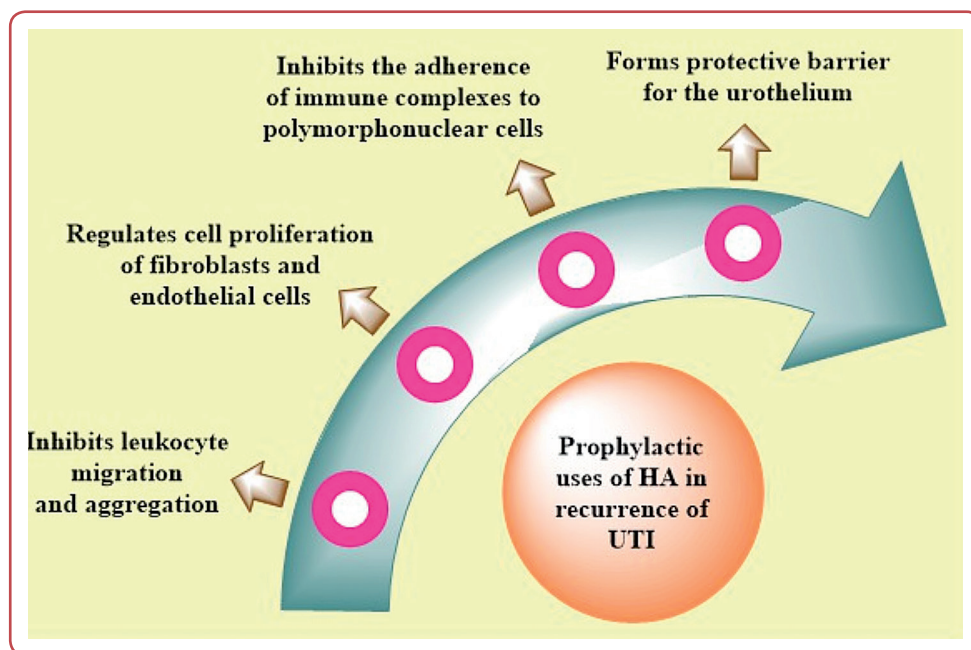 Inhibits the adherence
of immune complexes to
polymorphonuclear cells
Forms protective barrier
for the urothelium
Regulates cell proliferation
of fibroblasts and
endothelial cells
Inhibits leukocyte
migration
and aggregation
Prophylactic
uses of HA in
recurrence of
UTI